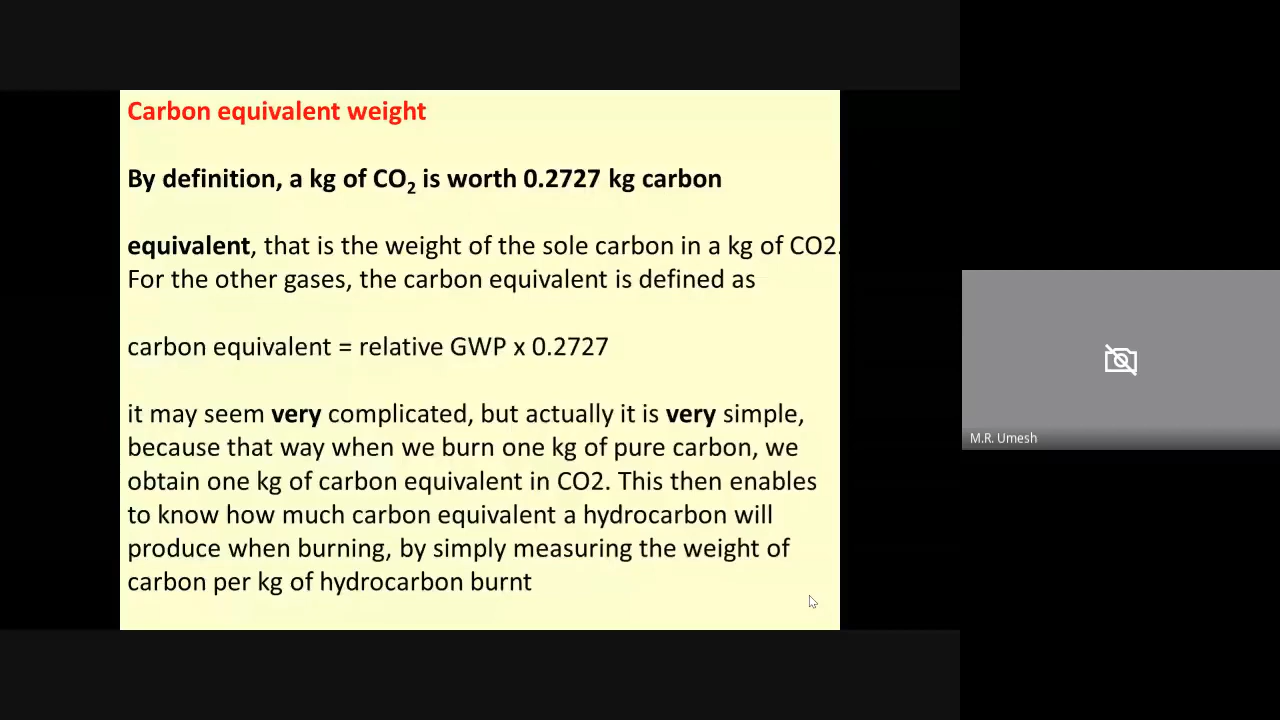 Carbon equivalent weight
By definition, a kg of CO₂ is worth 0.2727 kg carbon
equivalent, that is the weight of the sole carbon in a kg of CO2.
For the other gases, the carbon equivalent is defined as
carbon equivalent = relative GWP x 0.2727
it may seem very complicated, but actually it is very simple,
because that way when we burn one kg of pure carbon, we
obtain one kg of carbon equivalent in CO2. This then enables
to know how much carbon equivalent a hydrocarbon will
produce when burning, by simply measuring the weight of
carbon per kg of hydrocarbon burnt
M.R. Umesh